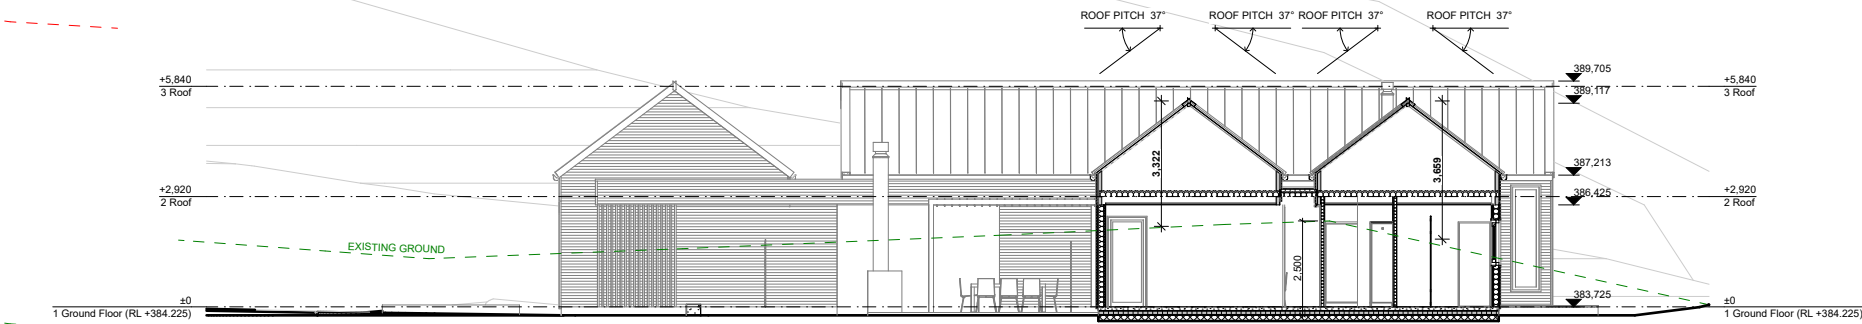 ROOF PITCH 37° ROOF PITCH 37° ROOF PITCH 37° ROOF PITCH 37°
389,705
+5,840
3 Roof
+5,840
3 Roof
389,117
3,322
3,659
387,213
+2,920
2 Roof
386,425
+2,920
2 Roof
EXISTING GROUND
2,500
383,725
±0
1 Ground Floor (RL +384.225)
±0
1 Ground Floor (RL +384.225)